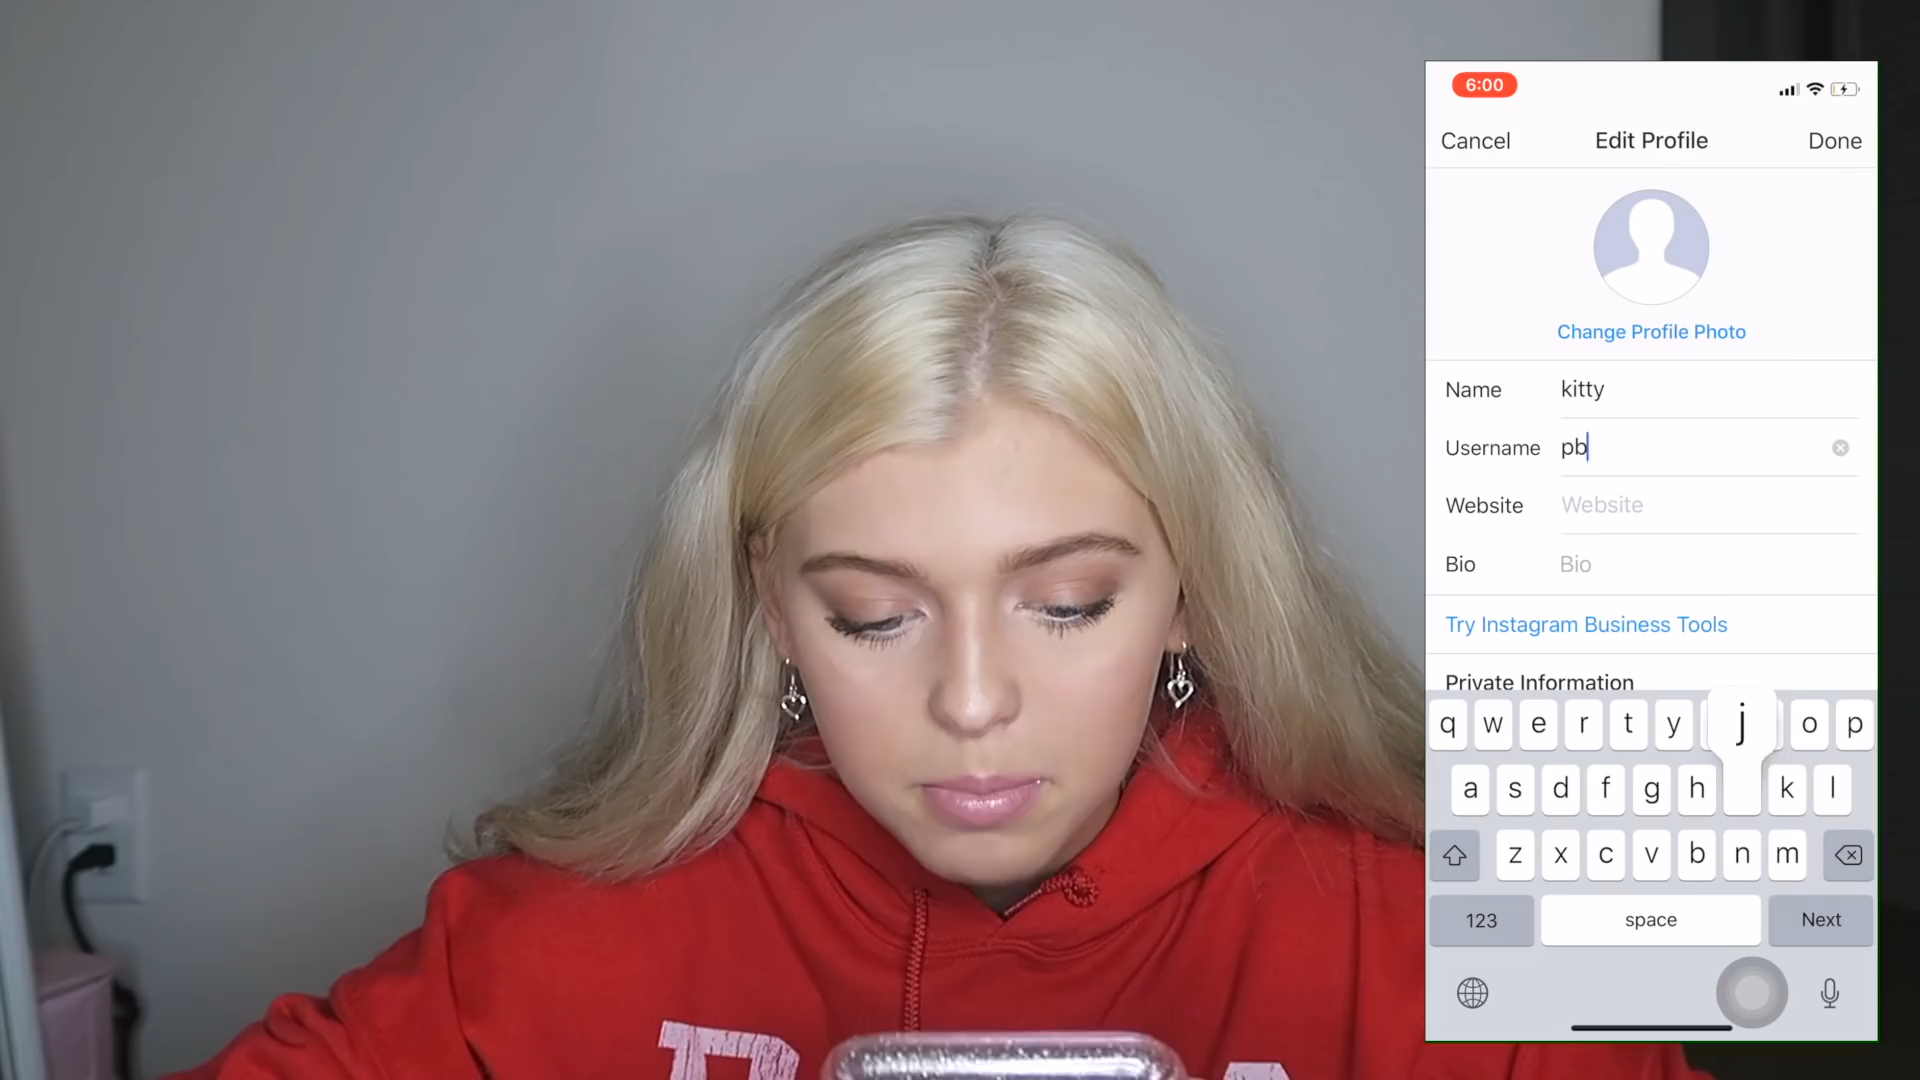 6:00
Cancel Edit Profile Done
Change Profile Photo
Name kitty
Username pb
Website Website
Bio Bio
Try Instagram Business Tools
Private Information
q w e r t y j o p
a s d f g h k l
z x c v b n m
123 space Next